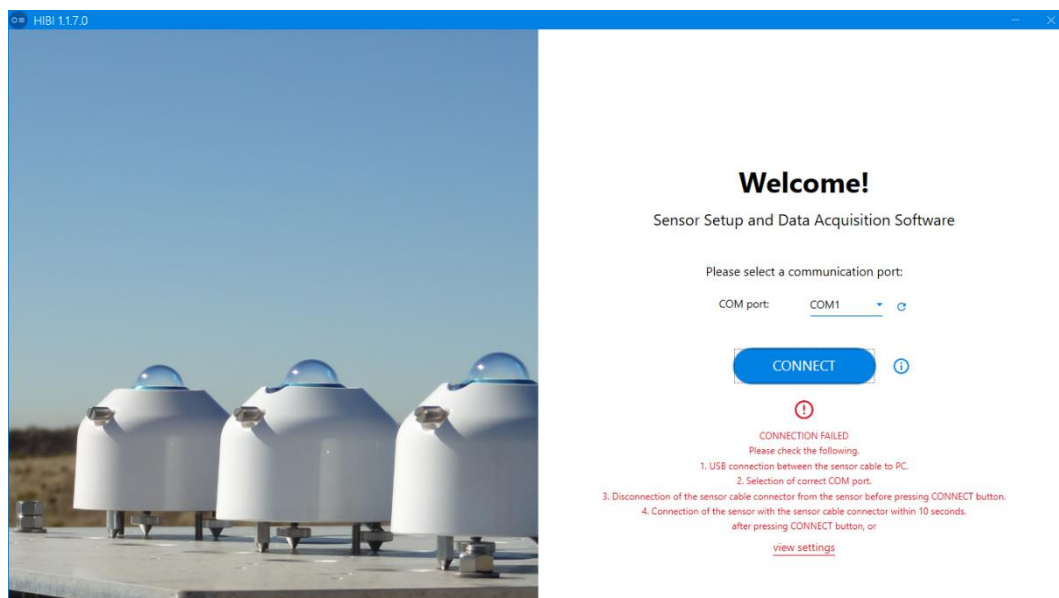 HIBI 1.1.7.0
Welcome!
Sensor Setup and Data Acquisition Software
Please select a communication port:
COM port: COM1
CONNECT
CONNECTION FAILED
Please check the following.
1. USB connection between the sensor cable to PC.
2. Selection of correct COM port.
3. Disconnection of the sensor cable connector from the sensor before pressing CONNECT button.
4. Connection of the sensor with the sensor cable connector within 10 seconds.
after pressing CONNECT button, or
view settings